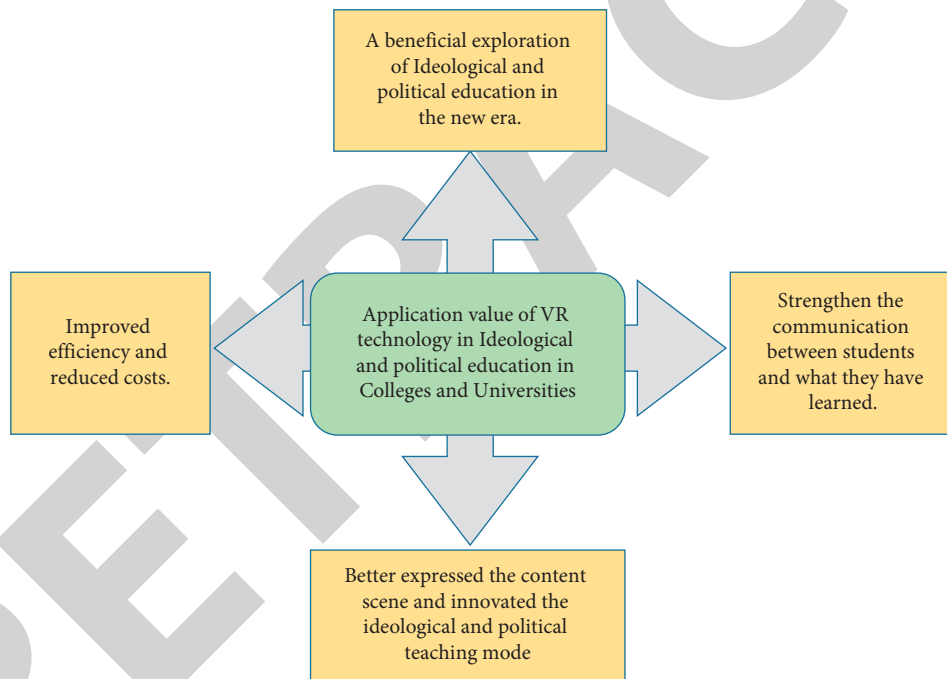 A beneficial exploration
of Ideological and
political education in
the new era.
Improved
efficiency and
reduced costs.
Application value of VR
technology in Ideological
and political education in
Colleges and Universities
Strengthen the
communication
between students
and what they have
learned.
Better expressed the content
scene and innovated the
ideological and political
teaching mode